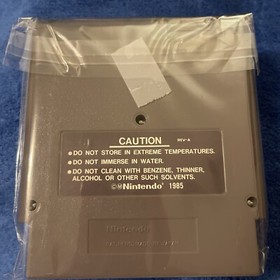 CAUTION
REV-A
•DO NOT STORE IN EXTREME TEMPERATURES.
•DO NOT IMMERSE IN WATER.
•DO NOT CLEAN WITH BENZENE, THINNER,
ALCOHOL OR OTHER SUCH SOLVENTS.
©Nintendo® 1985
Nintendo